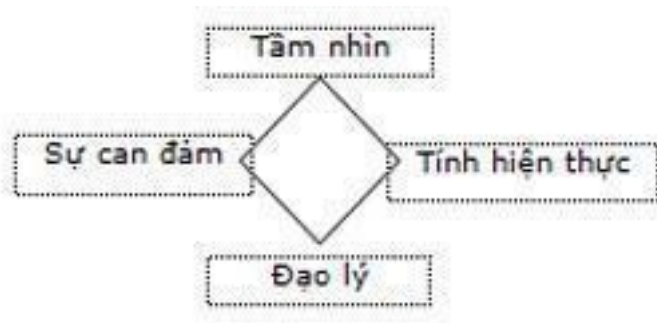 Tầm nhìn
Sự can đảm
Tính hiện thực
Đạo lý